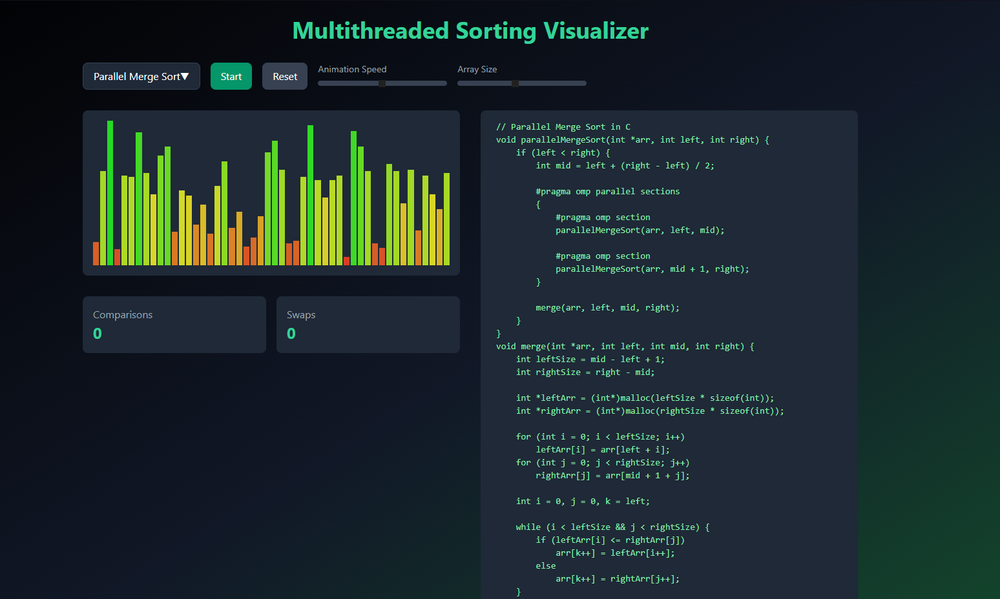 Multithreaded Sorting Visualizer
Parallel Merge Sort▼
Start
Reset
Animation Speed
Array Size
Comparisons
0
Swaps
0
// Parallel Merge Sort in C
void parallelMergeSort(int *arr, int left, int right) {
    if (left < right) {
        int mid = left + (right - left) / 2;

        #pragma omp parallel sections
        {
            #pragma omp section
            parallelMergeSort(arr, left, mid);

            #pragma omp section
            parallelMergeSort(arr, mid + 1, right);
        }

        merge(arr, left, mid, right);
    }
}
void merge(int *arr, int left, int mid, int right) {
    int leftSize = mid - left + 1;
    int rightSize = right - mid;

    int *leftArr = (int*)malloc(leftSize * sizeof(int));
    int *rightArr = (int*)malloc(rightSize * sizeof(int));

    for (int i = 0; i < leftSize; i++)
        leftArr[i] = arr[left + i];
    for (int j = 0; j < rightSize; j++)
        rightArr[j] = arr[mid + 1 + j];

    int i = 0, j = 0, k = left;

    while (i < leftSize && j < rightSize) {
        if (leftArr[i] <= rightArr[j])
            arr[k++] = leftArr[i++];
        else
            arr[k++] = rightArr[j++];
    }